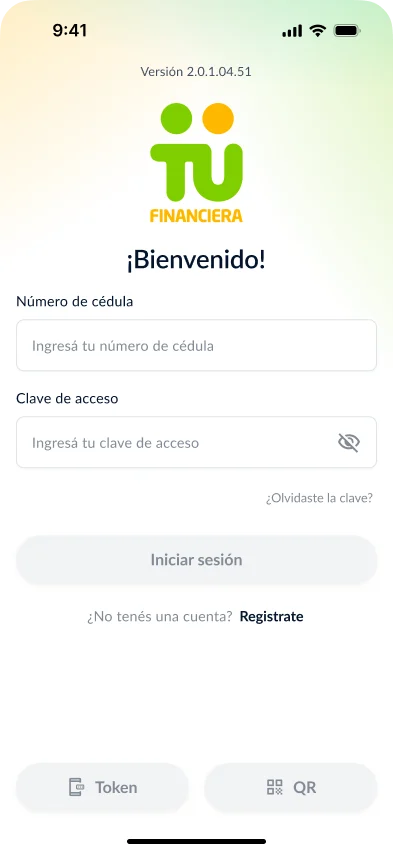 9:41
Versión 2.0.1.04.51
TU
FINANCIERA
¡Bienvenido!
Número de cédula
Ingresá tu número de cédula
Clave de acceso
Ingresá tu clave de acceso
¿Olvidaste la clave?
Iniciar sesión
¿No tenés una cuenta? Registrate
Token QR